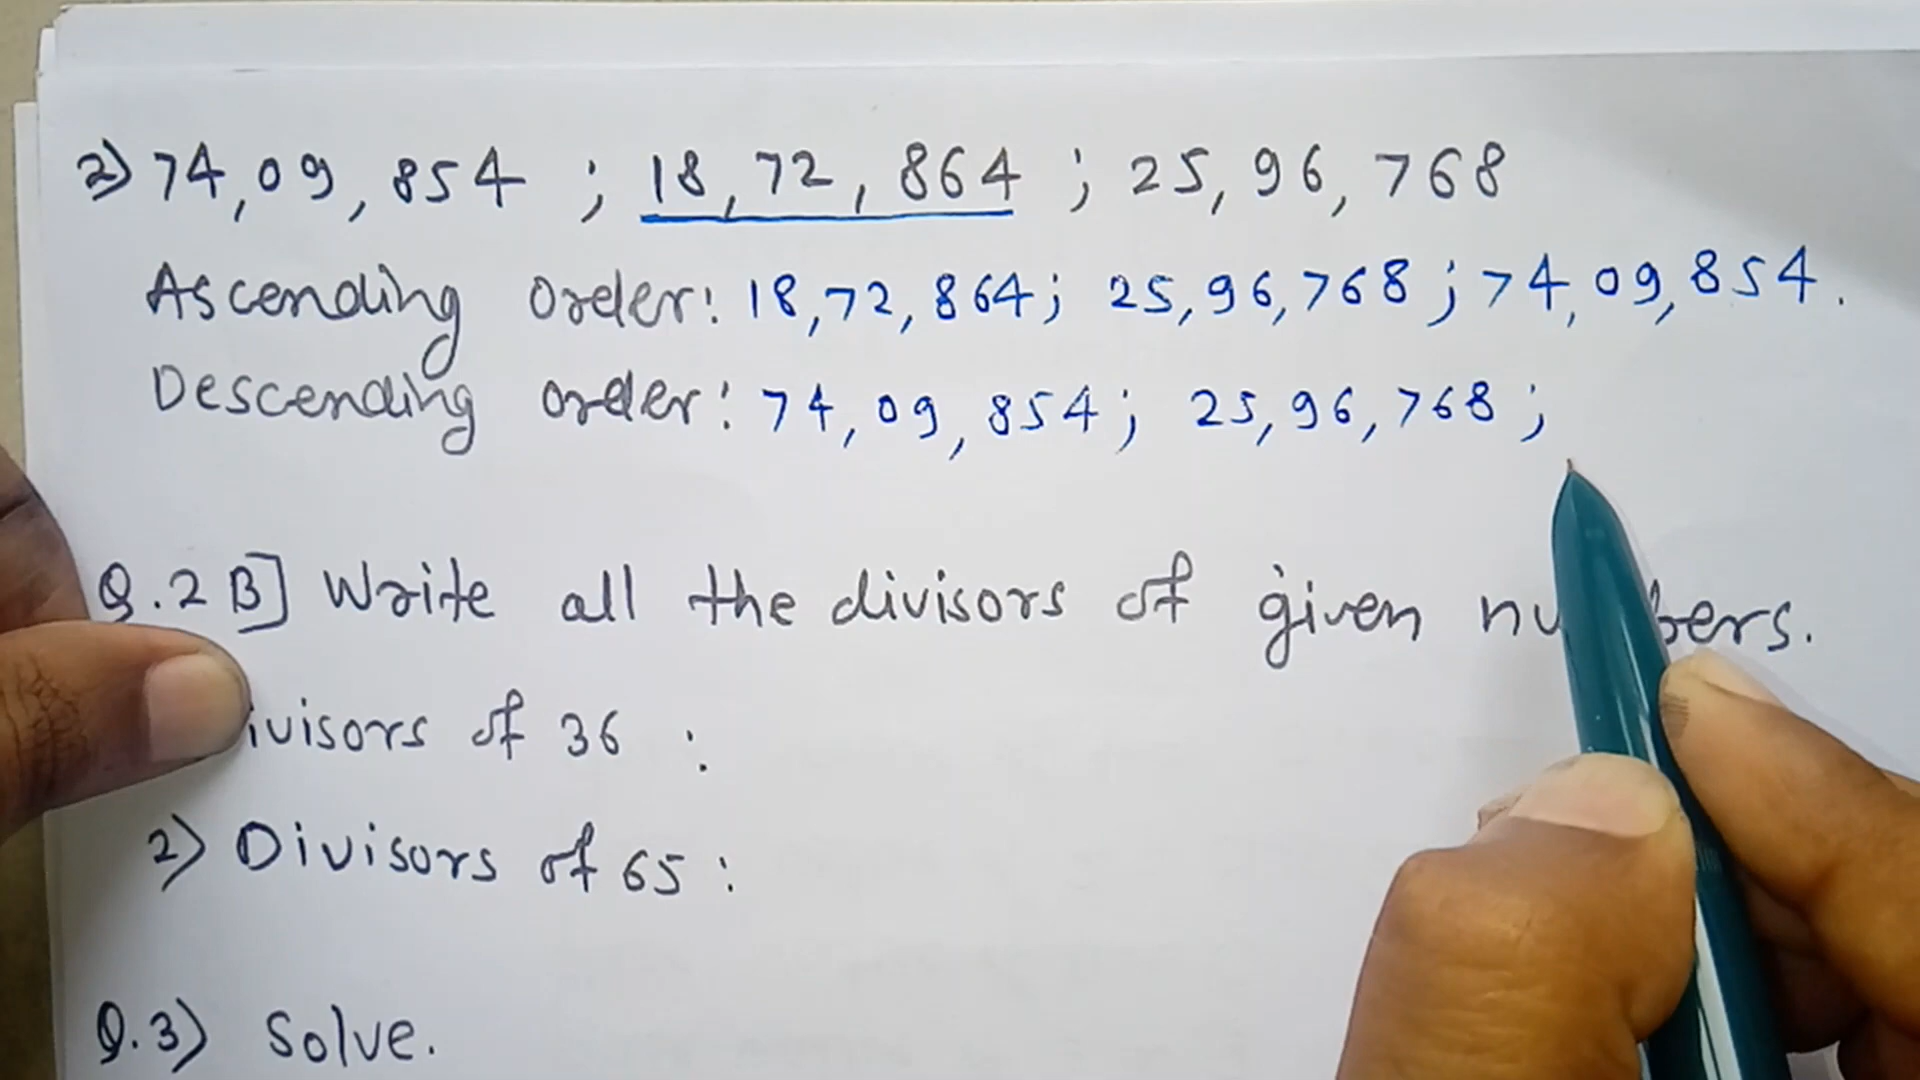 2) 74,09,854 ; 18,72,864 ; 25,96,768
Ascending order: 18,72,864; 25,96,768; 74,09,854.
Descending order: 74,09,854; 25,96,768;
Q.2 B] Write all the divisors of given
ivisors of 36 :
2) Divisors of 65 :
Q.3) Solve.